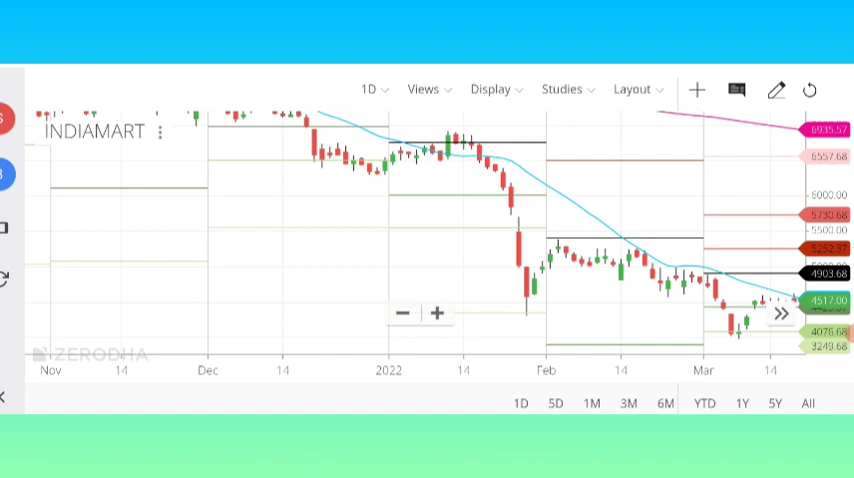 1D Views Display Studies Layout
INDIAMART
6935.57
6557.68
6000.00
5730.68
5500.00
5252.37
4903.68
4517.00
4076.68
3249.68
ZERODHA
Nov 14 Dec 14 2022 14 Feb 14 Mar 14
1D 5D 1M 3M 6M YTD 1Y 5Y All